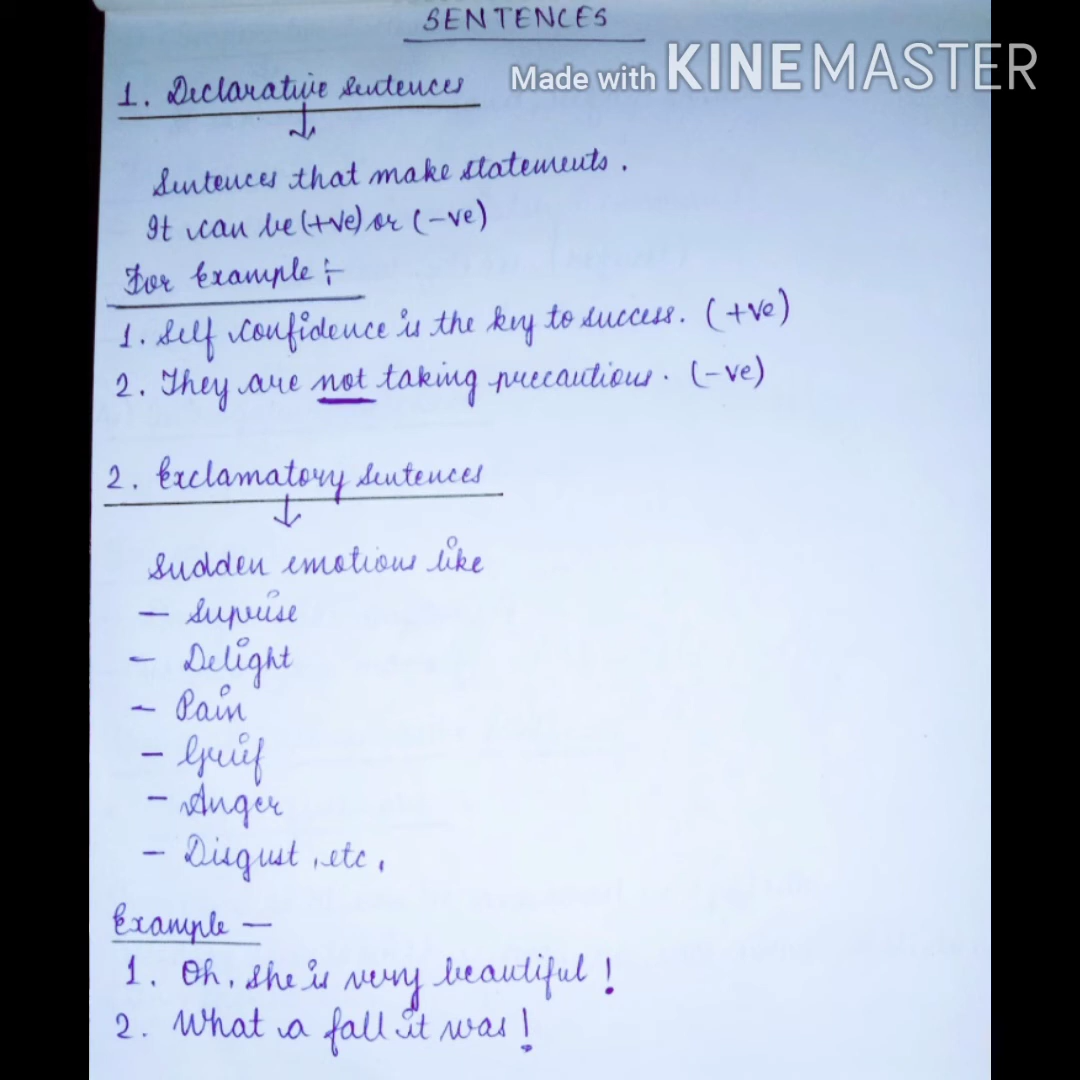 SENTENCES
Made with KINEMASTER
1. Declarative Sentences
Sentences that make statements.
It can be (+ve) or (-ve)
For Example :-
1. Self confidence is the key to success. (+ve)
2. They are not taking precautions. (-ve)
2. Exclamatory Sentences
Sudden emotions like
- Suprise
- Delight
- Pain
- Grief
- Anger
- Disgust, etc.
Example -
1. Oh, she is very beautiful!
2. What a fall it was!